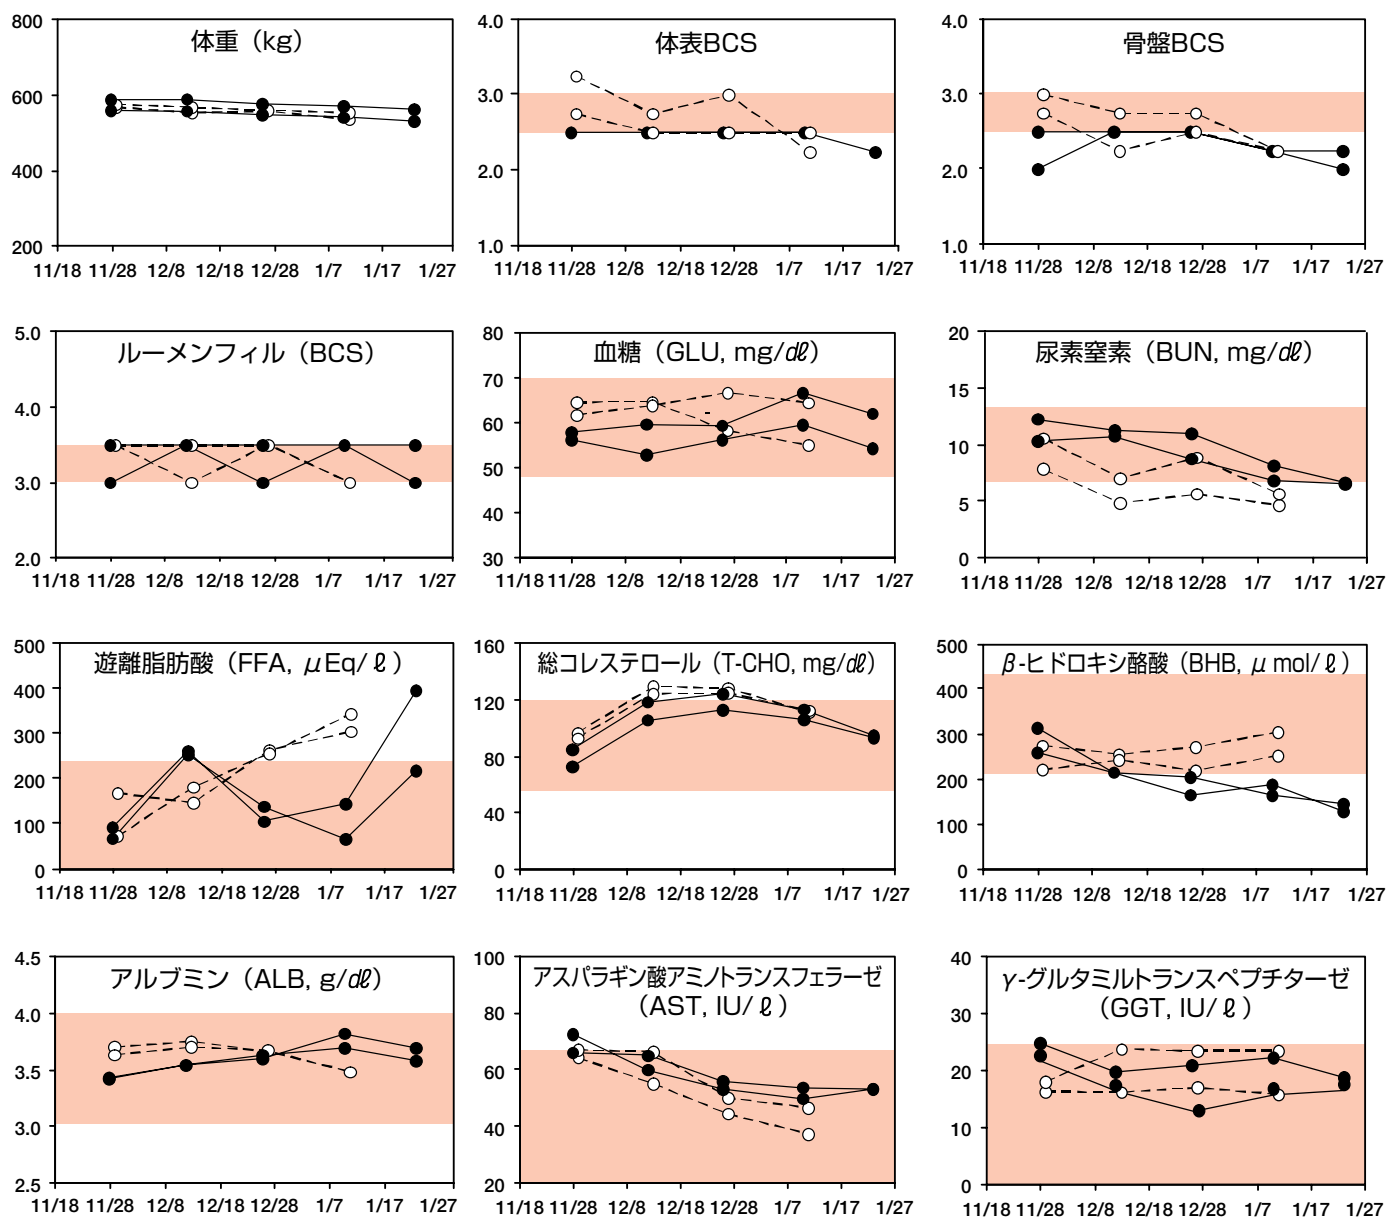 体重（kg）
800
600
400
200
11/18 11/28 12/8 12/18 12/28 1/7 1/17 1/27
体表BCS
4.0
3.0
2.0
1.0
11/18 11/28 12/8 12/18 12/28 1/7 1/17 1/27
骨盤BCS
4.0
3.0
2.0
1.0
11/18 11/28 12/8 12/18 12/28 1/7 1/17 1/27
ルーメンフィル（BCS）
5.0
4.0
3.0
2.0
11/18 11/28 12/8 12/18 12/28 1/7 1/17 1/27
血糖（GLU, mg/dℓ）
80
70
60
50
40
30
11/18 11/28 12/8 12/18 12/28 1/7 1/17 1/27
尿素窒素（BUN, mg/dℓ）
20
15
10
5
0
11/18 11/28 12/8 12/18 12/28 1/7 1/17 1/27
遊離脂肪酸（FFA, μEq/ℓ）
500
400
300
200
100
0
11/18 11/28 12/8 12/18 12/28 1/7 1/17 1/27
総コレステロール（T-CHO, mg/dℓ）
160
120
80
40
0
11/18 11/28 12/8 12/18 12/28 1/7 1/17 1/27
β-ヒドロキシ酪酸（BHB, μmol/ℓ）
500
400
300
200
100
0
11/18 11/28 12/8 12/18 12/28 1/7 1/17 1/27
アルブミン（ALB, g/dℓ）
4.5
4.0
3.5
3.0
2.5
11/18 11/28 12/8 12/18 12/28 1/7 1/17 1/27
アスパラギン酸アミノトランスフェラーゼ
（AST, IU/ℓ）
100
80
60
40
20
11/18 11/28 12/8 12/18 12/28 1/7 1/17 1/27
γ-グルタミルトランスペプチターゼ
（GGT, IU/ℓ）
40
30
20
10
0
11/18 11/28 12/8 12/18 12/28 1/7 1/17 1/27